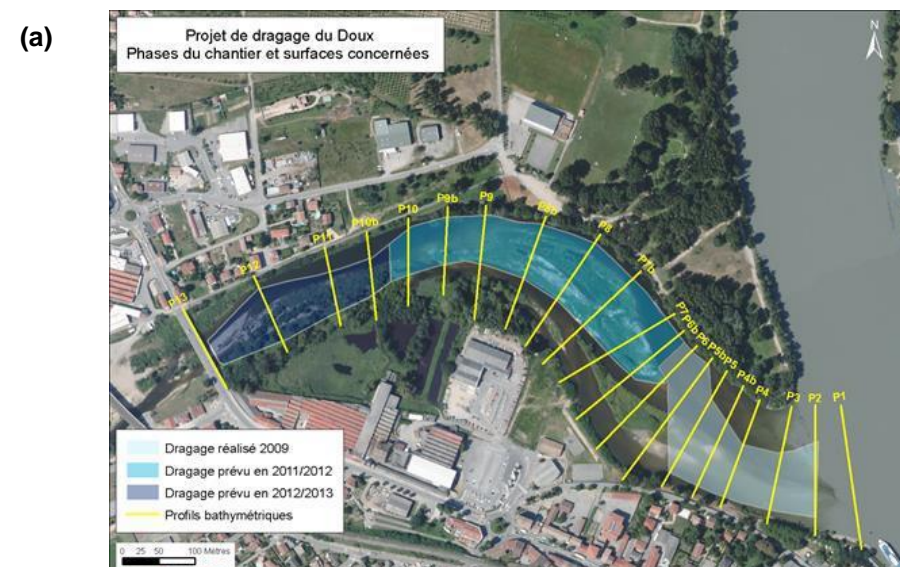 (a)
Projet de dragage du Doux
Phases du chantier et surfaces concernées
N
P13
P12
P11
P10b
P10
P9b
P9
P8b
P8
P7b
P7
P6b
P6
P5b
P5
P4b
P4
P3
P2
P1
Dragage réalisé 2009
Dragage prévu en 2011/2012
Dragage prévu en 2012/2013
Profils bathymétriques
0 25 50 100 Mètres